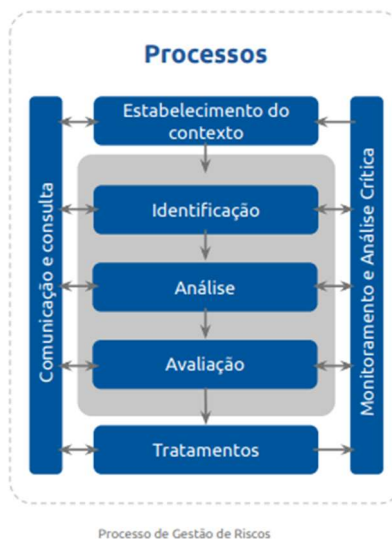 Processos
Estabelecimento do
contexto
Comunicação e consulta
Identificação
Análise
Avaliação
Tratamentos
Monitoramento e Análise Crítica
Processo de Gestão de Riscos